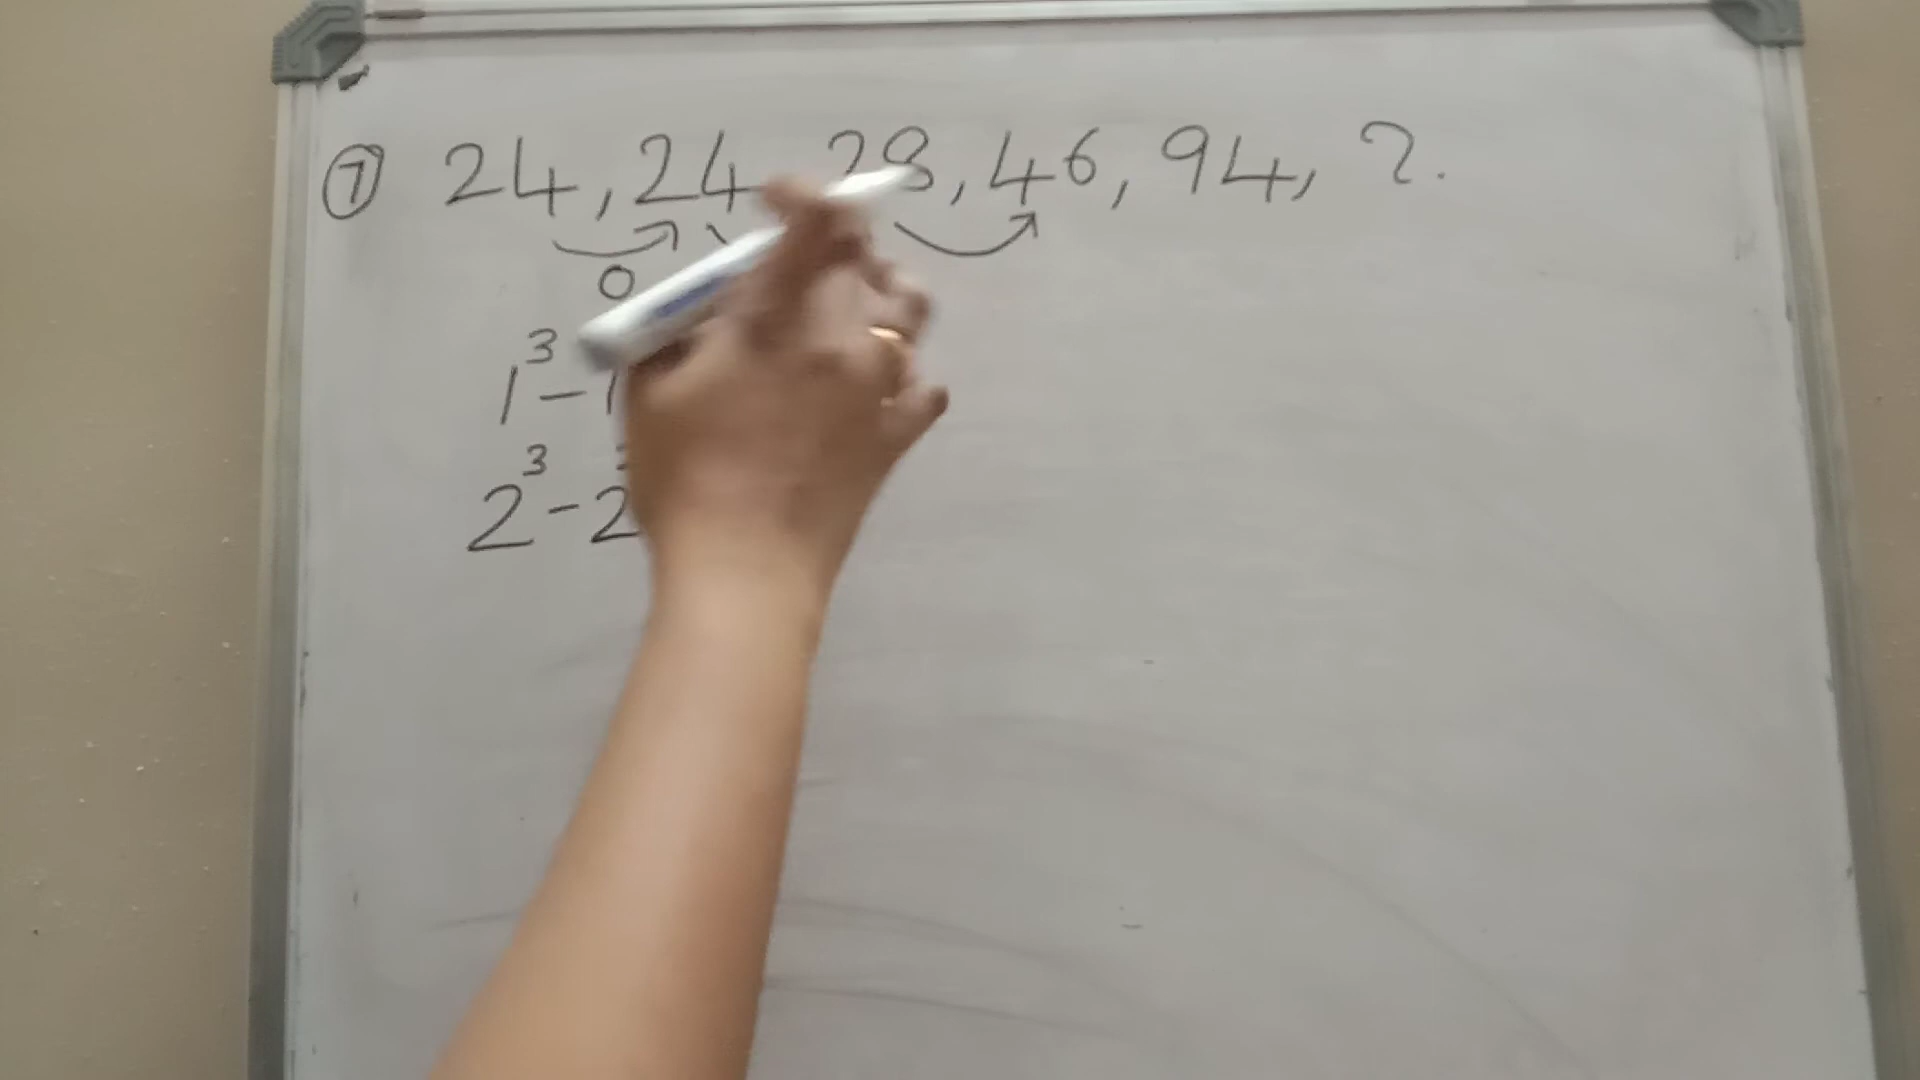 ⑦ 24, 24 28, 46, 94, ?.
0
1³-1
2³-2